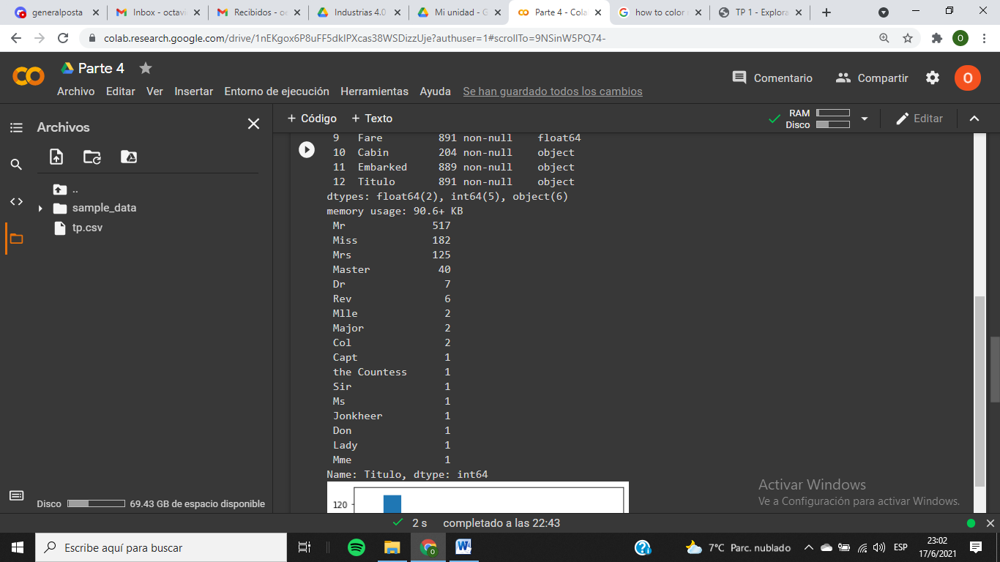 generalposta
Inbox - octavi
Recibidos - oc
Industrias 4.0
Mi unidad - G
Parte 4 - Cola
how to color
TP 1 - Explora
colab.research.google.com/drive/1nEKgox6P8uFF5dkIPXcas38WSDizzUje?authuser=1#scrollTo=9NSinW5PQ74-
O
Parte 4
Comentario
Compartir
O
Archivo Editar Ver Insertar Entorno de ejecución Herramientas Ayuda Se han guardado todos los cambios
Archivos
+ Código + Texto
RAM
Disco
Editar
..
sample_data
tp.csv
9 Fare 891 non-null float64
10 Cabin 204 non-null object
11 Embarked 889 non-null object
12 Titulo 891 non-null object
dtypes: float64(2), int64(5), object(6)
memory usage: 90.6+ KB
Mr 517
Miss 182
Mrs 125
Master 40
Dr 7
Rev 6
Mlle 2
Major 2
Col 2
Capt 1
the Countess 1
Sir 1
Ms 1
Jonkheer 1
Don 1
Lady 1
Mme 1
Name: Titulo, dtype: int64
120
Activar Windows
Ve a Configuración para activar Windows.
Disco 69.43 GB de espacio disponible
2 s completado a las 22:43
Escribe aquí para buscar
7°C Parc. nublado
ESP
23:02
17/6/2021